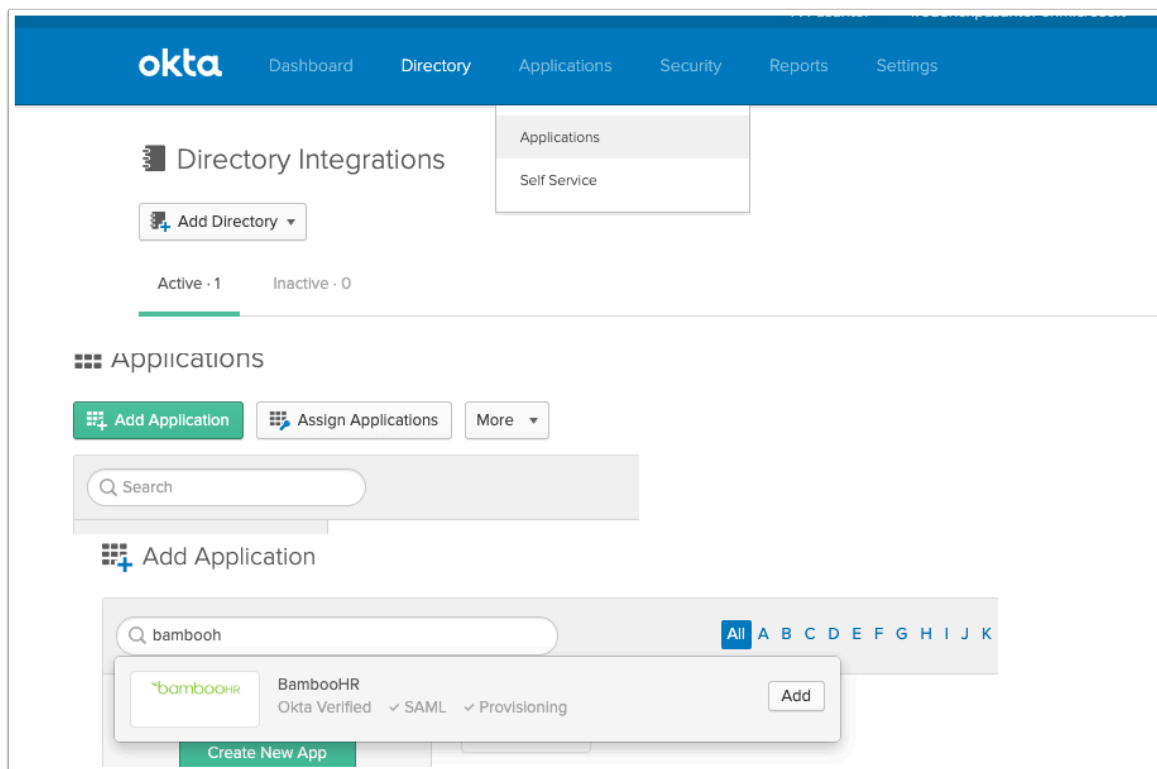 okta Dashboard Directory Applications Security Reports Settings
Applications
Self Service
Directory Integrations
Add Directory
Active · 1 Inactive · 0
Applications
Add Application Assign Applications More
Search
Add Application
bambooh
All A B C D E F G H I J K
bambooHR
BambooHR
Okta Verified ✓ SAML ✓ Provisioning
Add
Create New App